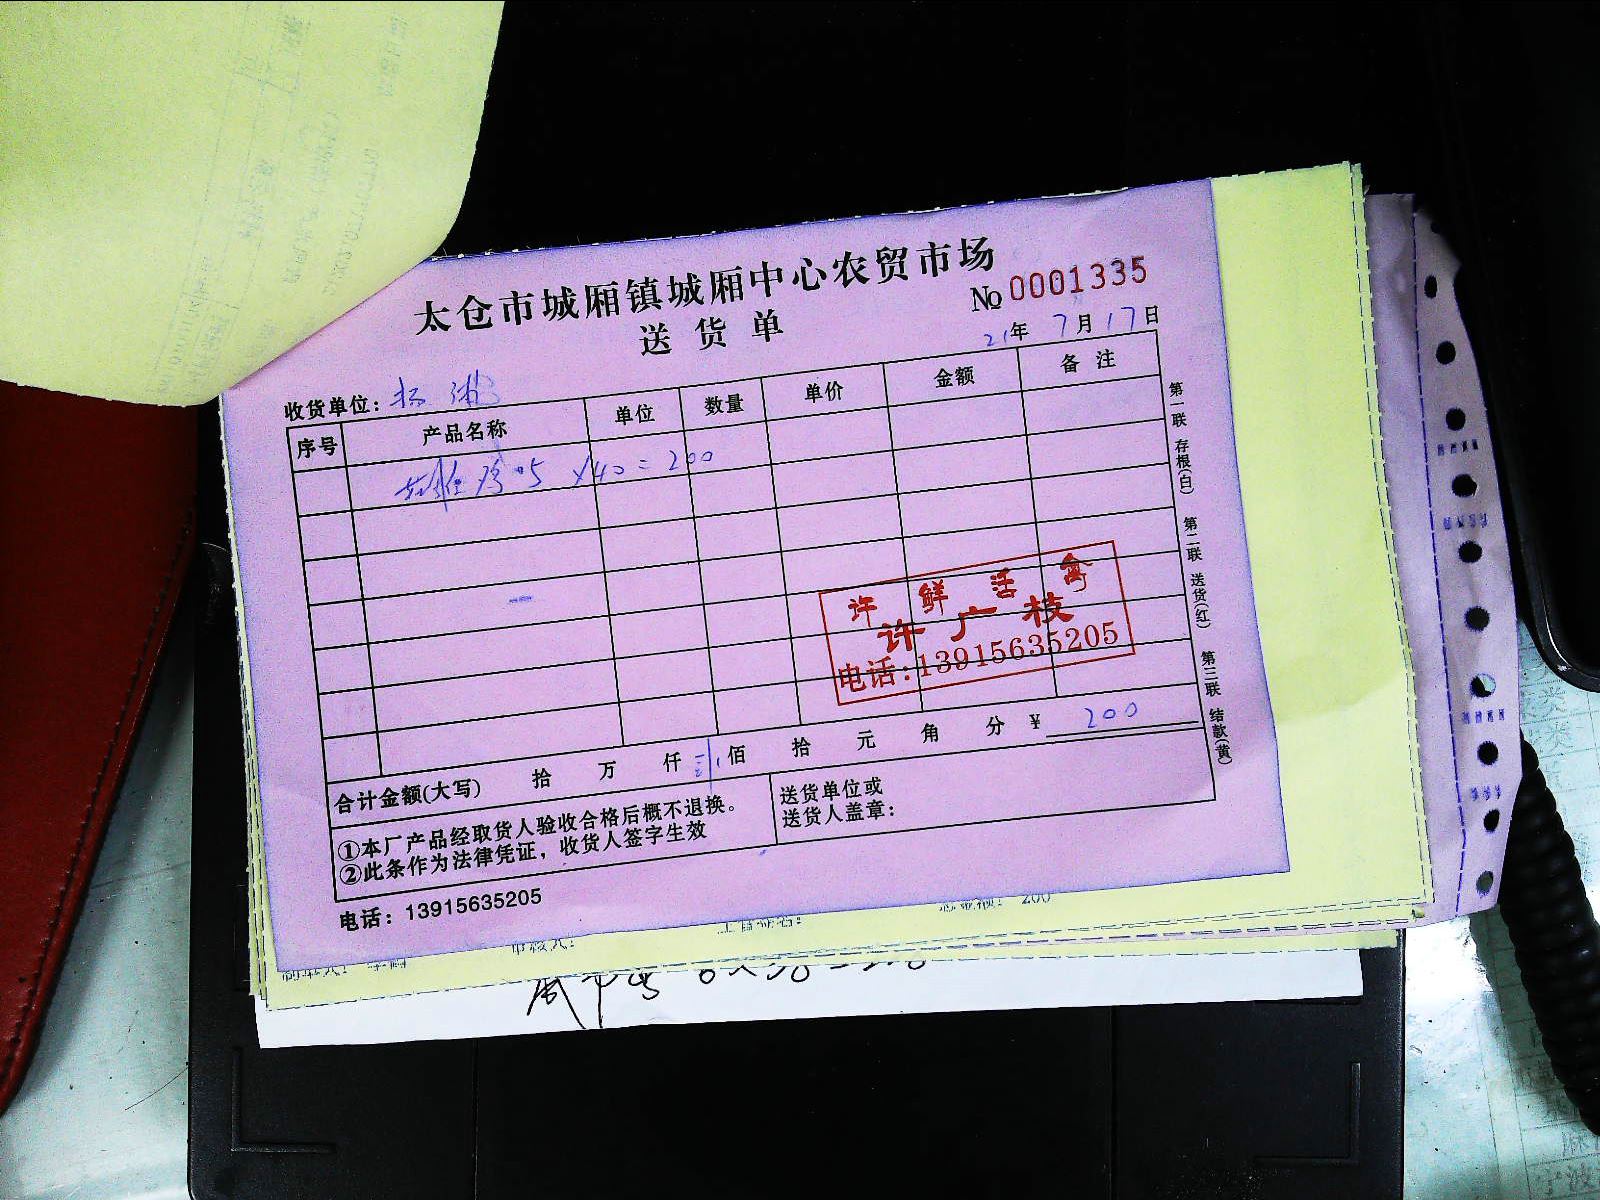 太仓市城厢镇城厢中心农贸市场
送货单
№ 0001335
21年 7月17日
收货单位：
序号 产品名称 单位 数量 单价 金额 备注
5 ×40=200
许鲜活禽
许广枝
电话:13915635205
合计金额(大写) 拾 万 仟 佰 拾 元 角 分 ¥ 200
①本厂产品经取货人验收合格后概不退换。
②此条作为法律凭证，收货人签字生效
送货单位或
送货人盖章：
电话：13915635205
第一联 存根(白) 第二联 送货(红) 第三联 结款(黄)
200